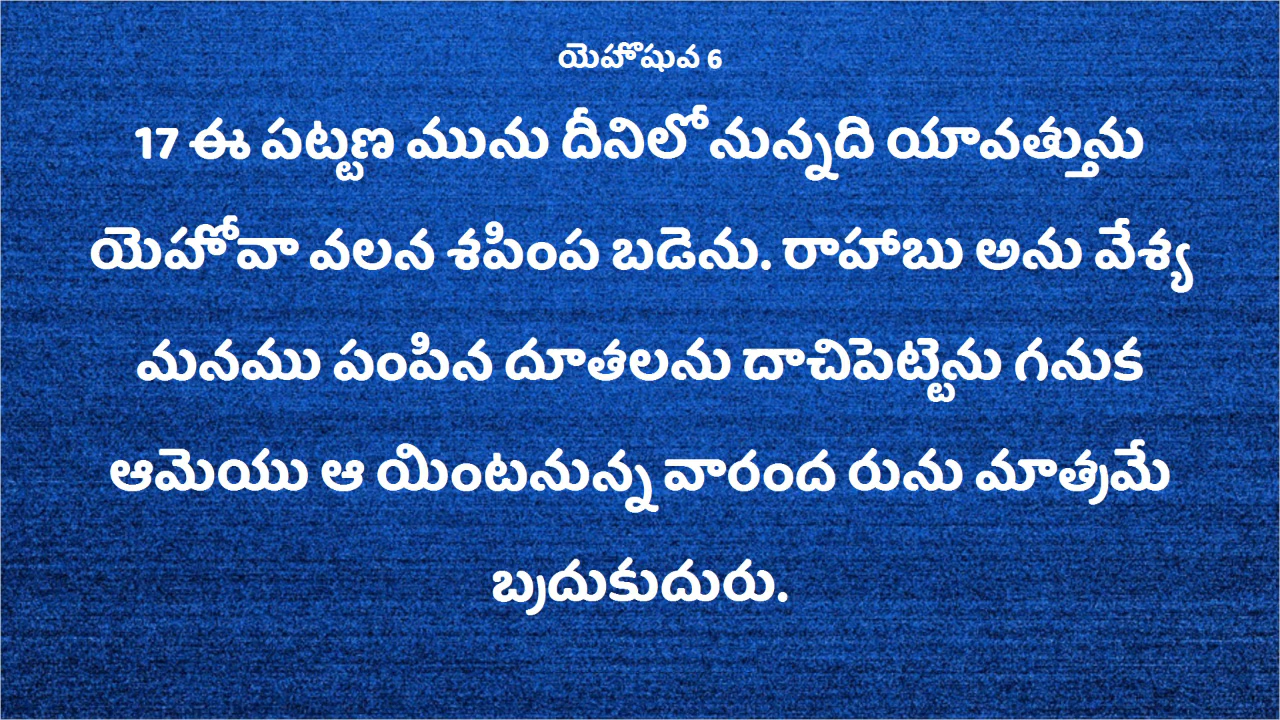 యెహొషువ 6
17 ఈ పట్టణ మును దీనిలోనున్నది యావత్తును
యెహోవా వలన శపింప బడెను. రాహాబు అను వేశ్య
మనము పంపిన దూతలను దాచిపెట్టెను గనుక
ఆమెయు ఆ యింటనున్న వారంద రును మాత్రమే
బ్రదుకుదురు.